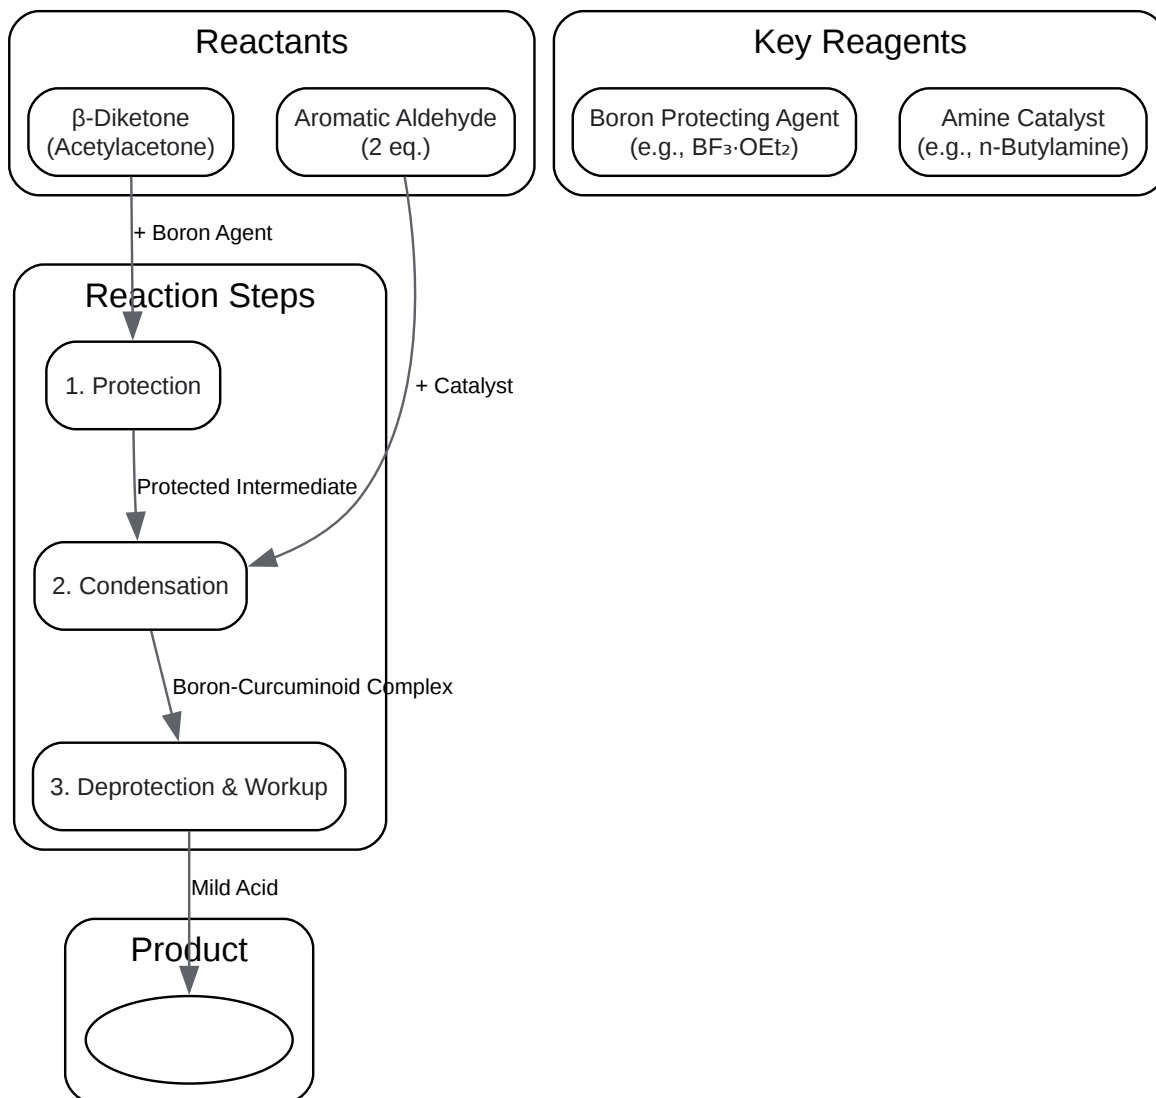 Reactants
β-Diketone
(Acetylacetone)
Aromatic Aldehyde
(2 eq.)
Key Reagents
Boron Protecting Agent
(e.g., BF₃·OEt₂)
Amine Catalyst
(e.g., n-Butylamine)
+ Boron Agent
Reaction Steps
1. Protection
+ Catalyst
Protected Intermediate
2. Condensation
Boron-Curcuminoid Complex
3. Deprotection & Workup
Mild Acid
Product